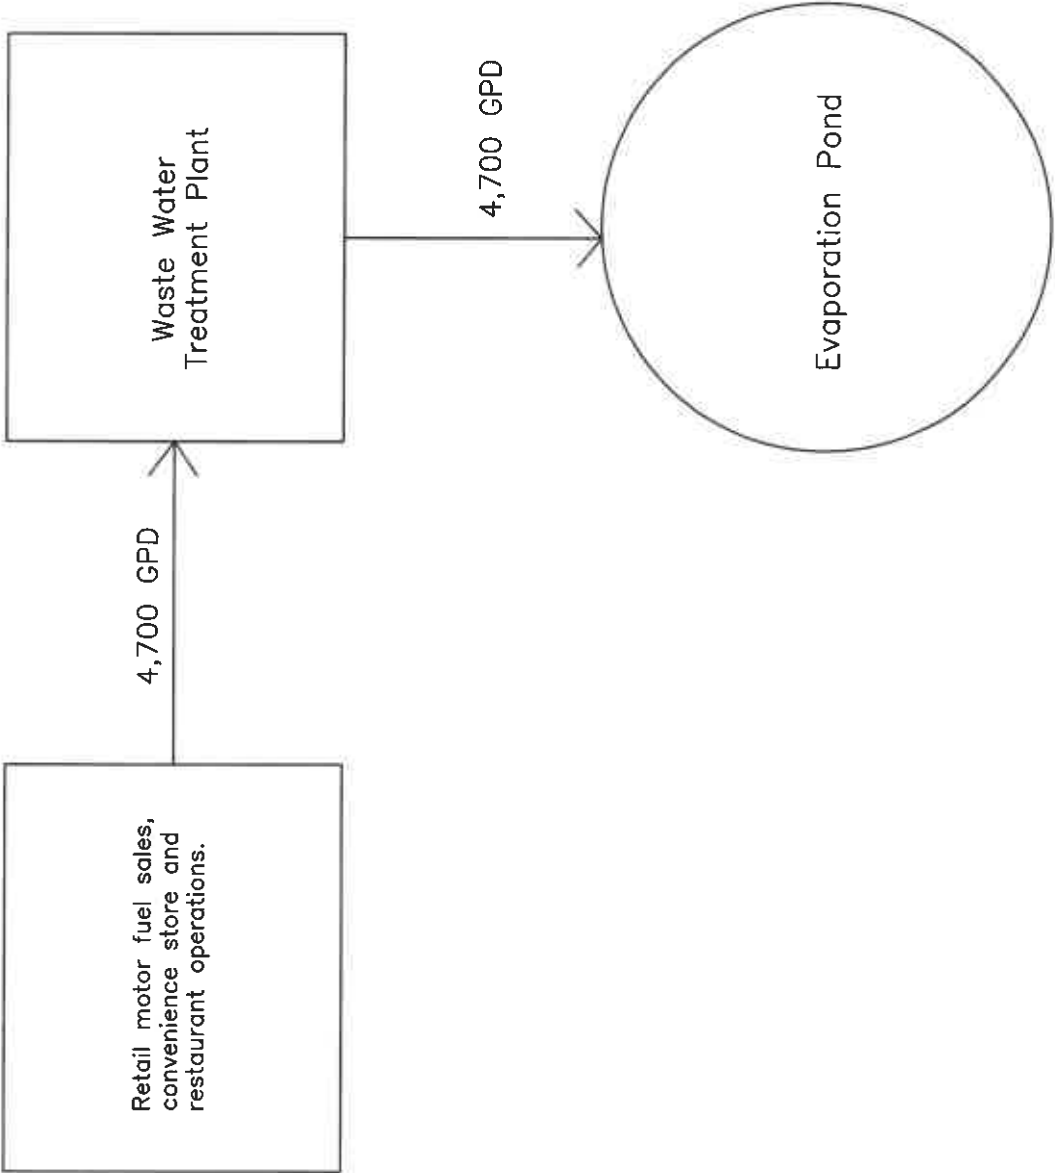 Retail motor fuel sales,
convenience store and
restaurant operations.
4,700 GPD
Waste Water
Treatment Plant
4,700 GPD
Evaporation Pond